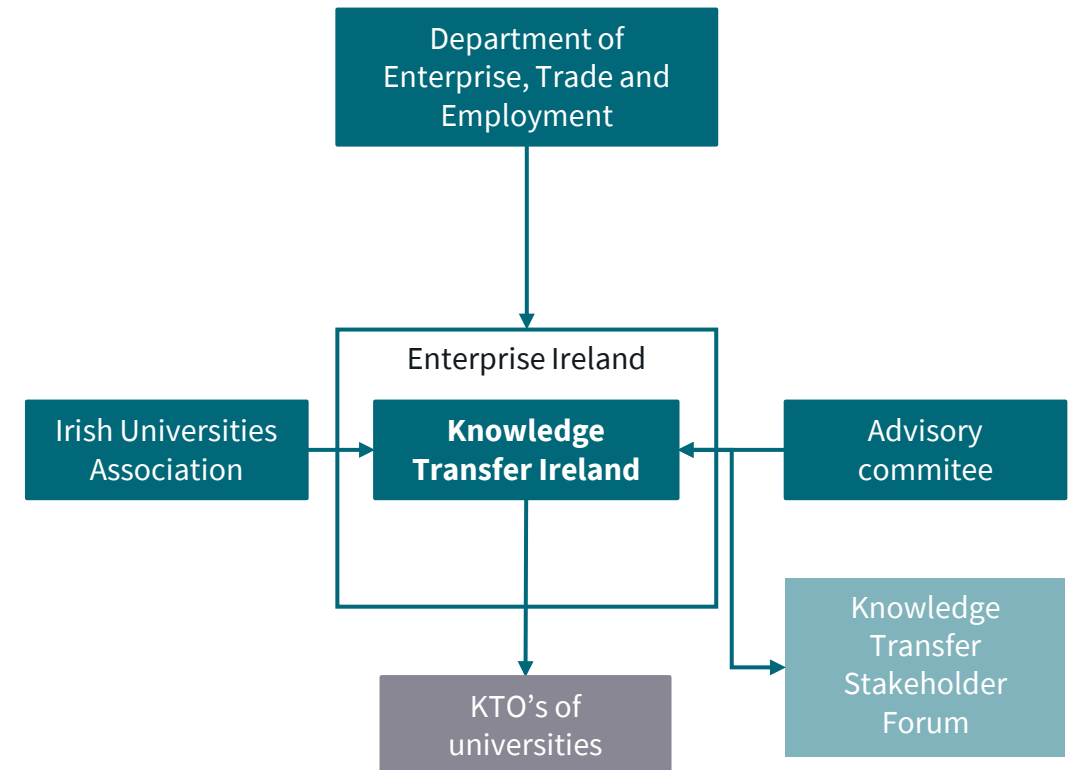 Department of
Enterprise, Trade and
Employment
Enterprise Ireland
Irish Universities
Association
Knowledge
Transfer Ireland
Advisory
commitee
Knowledge
Transfer
Stakeholder
Forum
KTO’s of
universities